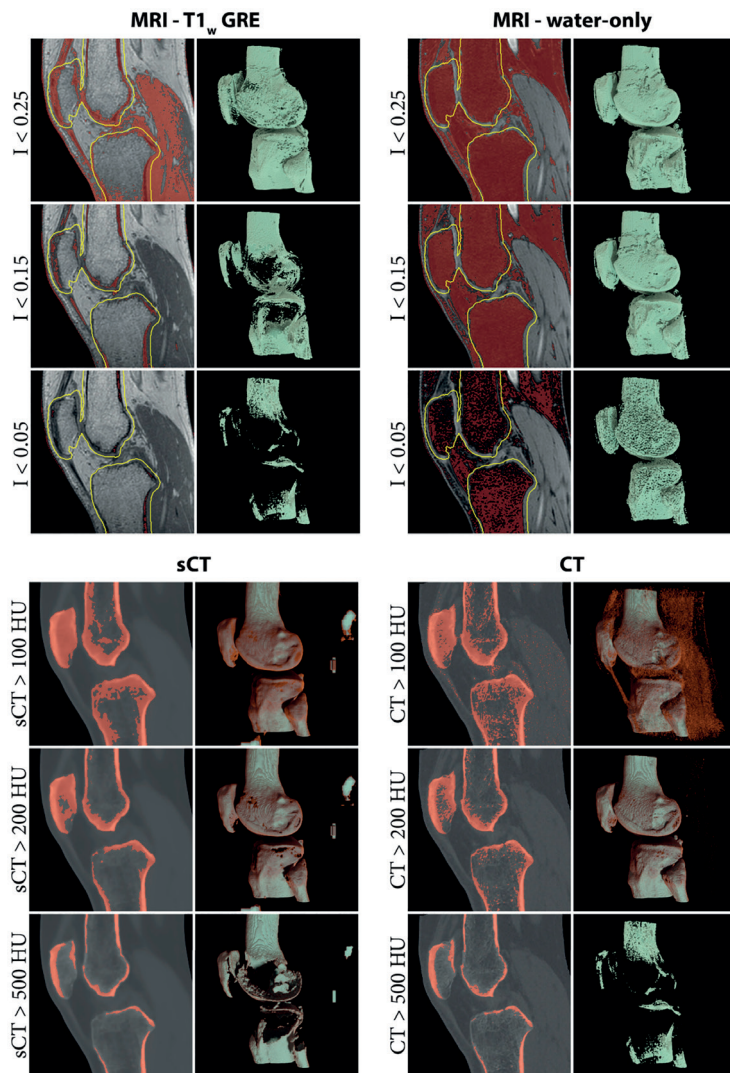 MRI - T1w GRE
MRI - water-only
I < 0.25
I < 0.25
I < 0.15
I < 0.15
I < 0.05
I < 0.05
sCT
CT
sCT > 100 HU
CT > 100 HU
sCT > 200 HU
CT > 200 HU
sCT > 500 HU
CT > 500 HU